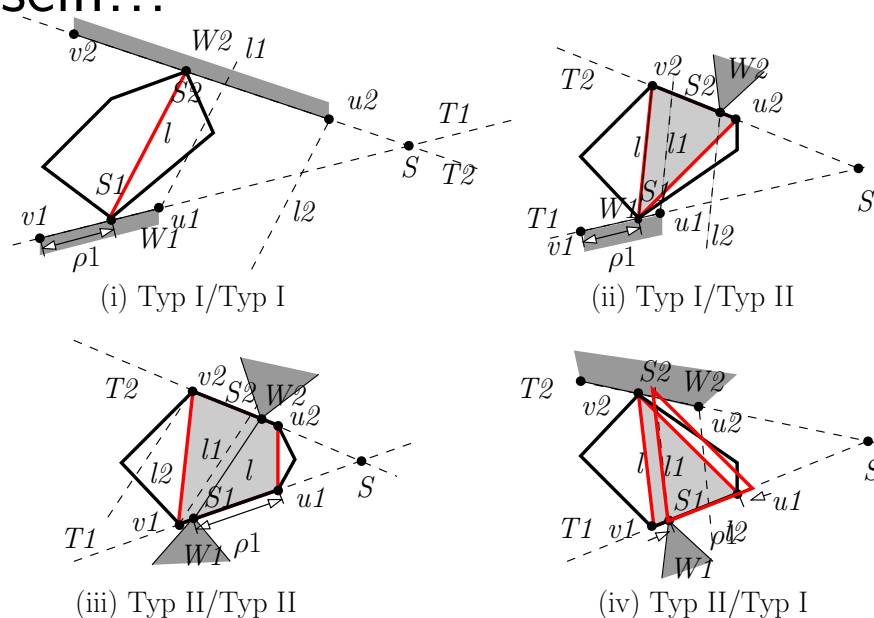 sein...
v2 W2 l1 S2 u2 T1
l S
S1 T2
v1 u1 l2
W1
ρ1
(i) Typ I/Typ I
T2 v2 S2 W2 u2
l l1
S1 S
T1 W1 u1
v1 l2
ρ1
(ii) Typ I/Typ II
T2 v2 S2 W2 u2
l1
l2 l S
S1 u1
v1
T1 W1 ρ1
(iii) Typ II/Typ II
S2 W2
T2 v2 u2
l l1 S
S1 u1
T1 v1 ρ1 l2
W1
(iv) Typ II/Typ I